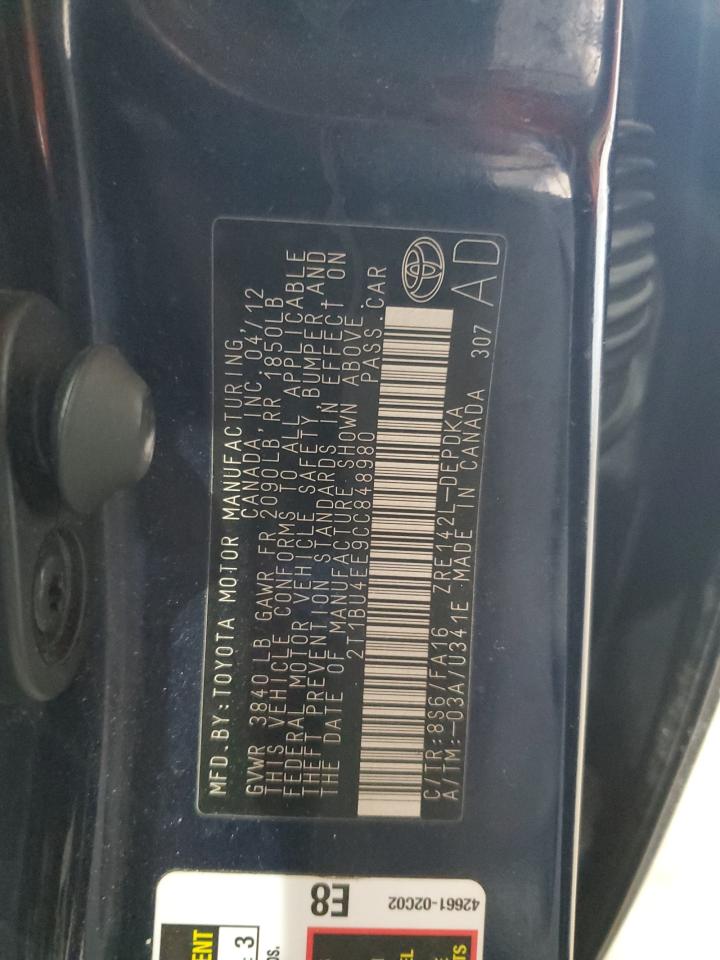 MFD.BY:TOYOTA MOTOR MANUFACTURING,
CANADA,INC. 04/12
GVWR 3840 LB GAWR FR 2090LB RR 1850LB
THIS VEHICLE CONFORMS TO ALL APPLICABLE
FEDERAL MOTOR VEHICLE SAFETY, BUMPER,AND
THEFT PREVENTION STANDARDS IN EFFECT ON
THE DATE OF MANUFACTURE SHOWN ABOVE.
2T1BU4EE9CC848980 PASS.CAR
C/TR:8S6/FA16 ZRE142L-DEPDKA
A/TM:-03A/U341E MADE IN CANADA 307 AD
E8
42661-02C02
3